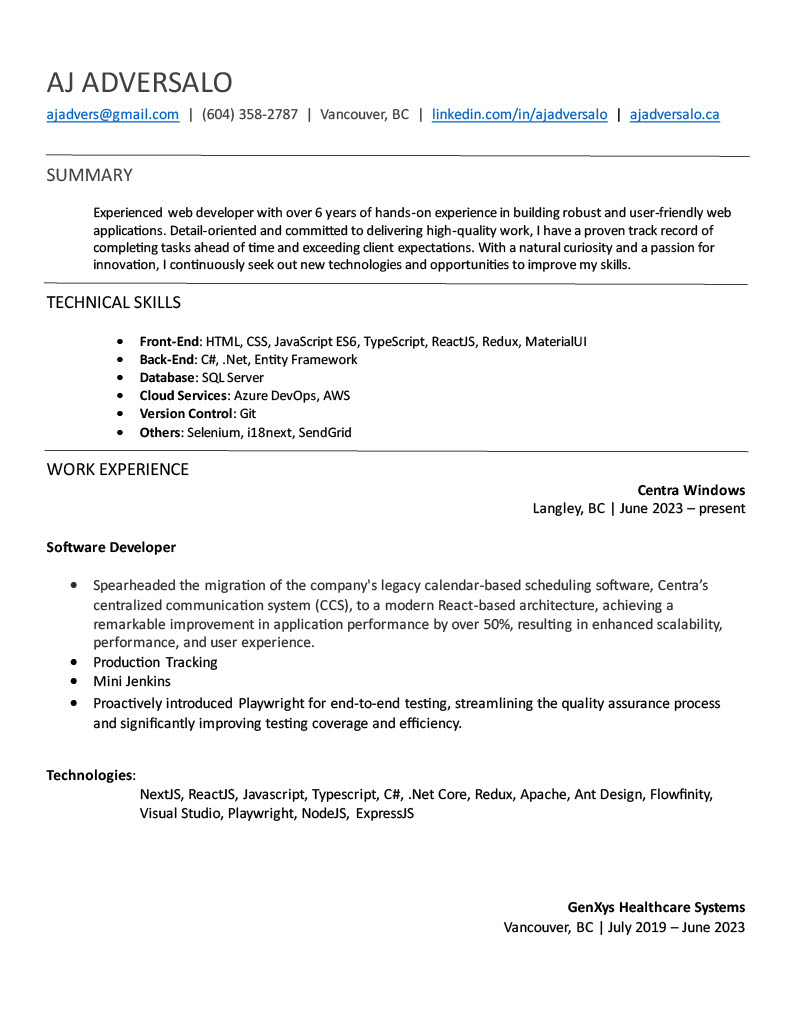 AJ ADVERSALO
ajadvers@gmail.com | (604) 358-2787 | Vancouver, BC | linkedin.com/in/ajadversalo | ajadversalo.ca
SUMMARY
Experienced web developer with over 6 years of hands-on experience in building robust and user-friendly web
applications. Detail-oriented and committed to delivering high-quality work, I have a proven track record of
completing tasks ahead of time and exceeding client expectations. With a natural curiosity and a passion for
innovation, I continuously seek out new technologies and opportunities to improve my skills.
TECHNICAL SKILLS
• Front-End: HTML, CSS, JavaScript ES6, TypeScript, ReactJS, Redux, MaterialUI
• Back-End: C#, .Net, Entity Framework
• Database: SQL Server
• Cloud Services: Azure DevOps, AWS
• Version Control: Git
• Others: Selenium, i18next, SendGrid
WORK EXPERIENCE
Centra Windows
Langley, BC | June 2023 – present
Software Developer
• Spearheaded the migration of the company's legacy calendar-based scheduling software, Centra’s
centralized communication system (CCS), to a modern React-based architecture, achieving a
remarkable improvement in application performance by over 50%, resulting in enhanced scalability,
performance, and user experience.
• Production Tracking
• Mini Jenkins
• Proactively introduced Playwright for end-to-end testing, streamlining the quality assurance process
and significantly improving testing coverage and efficiency.
Technologies:
NextJS, ReactJS, Javascript, Typescript, C#, .Net Core, Redux, Apache, Ant Design, Flowfinity,
Visual Studio, Playwright, NodeJS, ExpressJS
GenXys Healthcare Systems
Vancouver, BC | July 2019 – June 2023